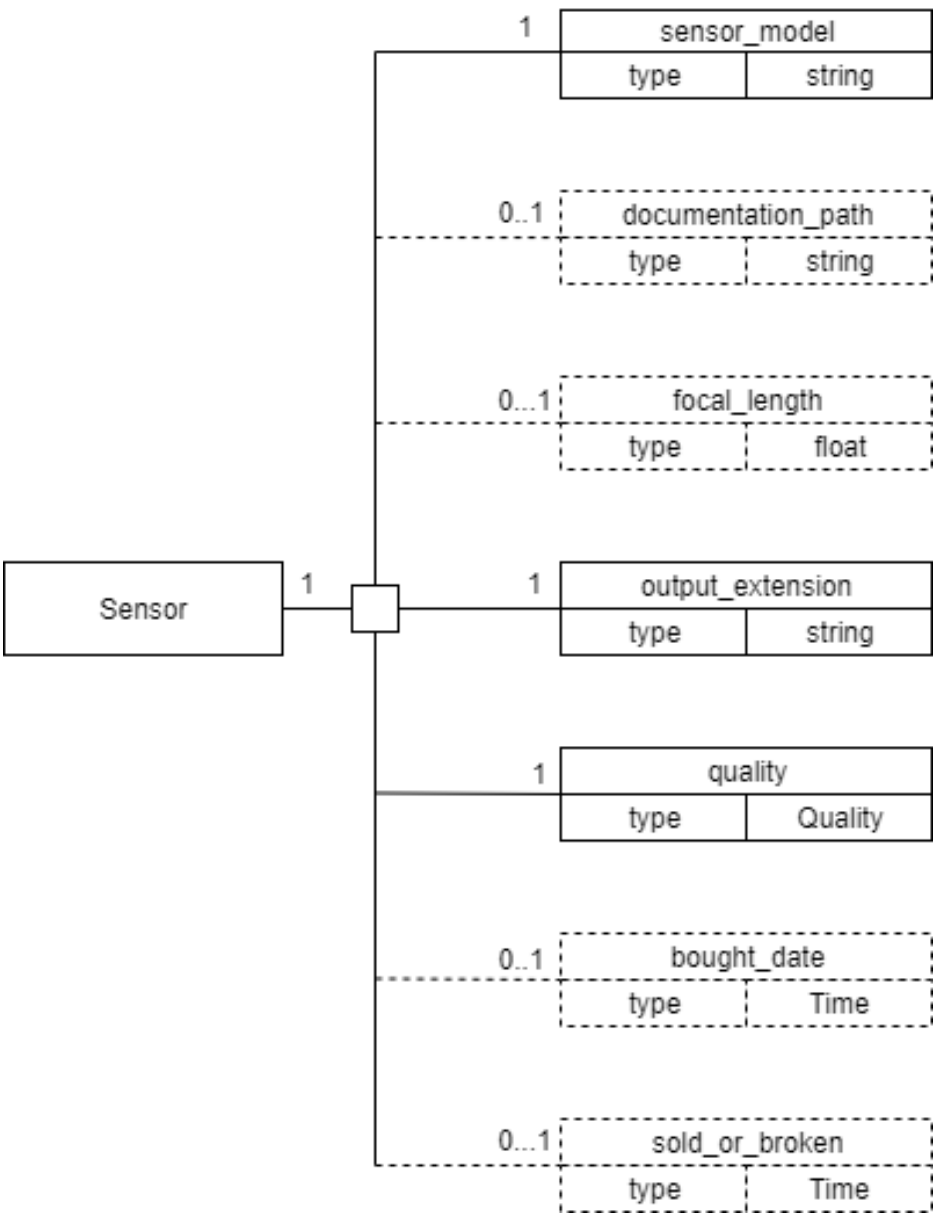 1
sensor_model
type string
0..1
documentation_path
type string
0...1
focal_length
type float
Sensor
1
1
output_extension
type string
1
quality
type Quality
0..1
bought_date
type Time
0...1
sold_or_broken
type Time